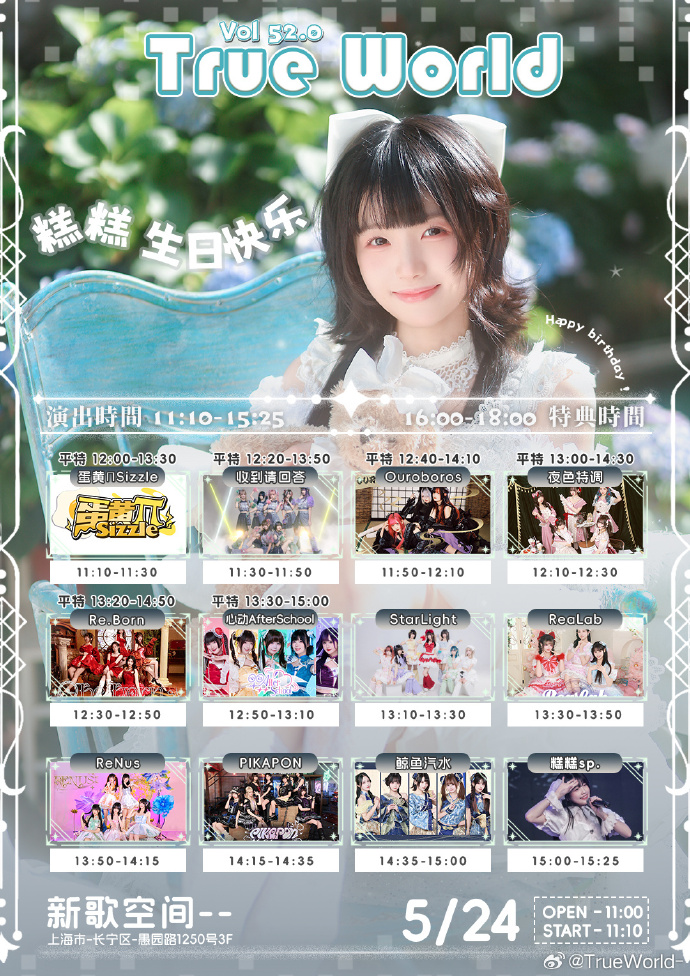 Vol 52.0
True World
糕糕 生日快乐
Happy birthday!
演出時間 11:10-15:25
16:00-18:00 特典時間
平特 12:00-13:30
平特 12:20-13:50
平特 12:40-14:10
平特 13:00-14:30
蛋黄ПSizzle
收到请回答
Ouroboros
夜色特调
蛋黄П
Sizzle
11:10-11:30
11:30-11:50
11:50-12:10
12:10-12:30
平特 13:20-14:50
平特 13:30-15:00
Re.Born
心动AfterSchool
StarLight
ReaLab
12:30-12:50
12:50-13:10
13:10-13:30
13:30-13:50
ReNus
PIKAPON
鲸鱼汽水
糕糕sp.
PIKAPON
13:50-14:15
14:15-14:35
14:35-15:00
15:00-15:25
新歌空间--
上海市-长宁区-愚园路1250号3F
5/24
OPEN -11:00
START -11:10
@TrueWorld-